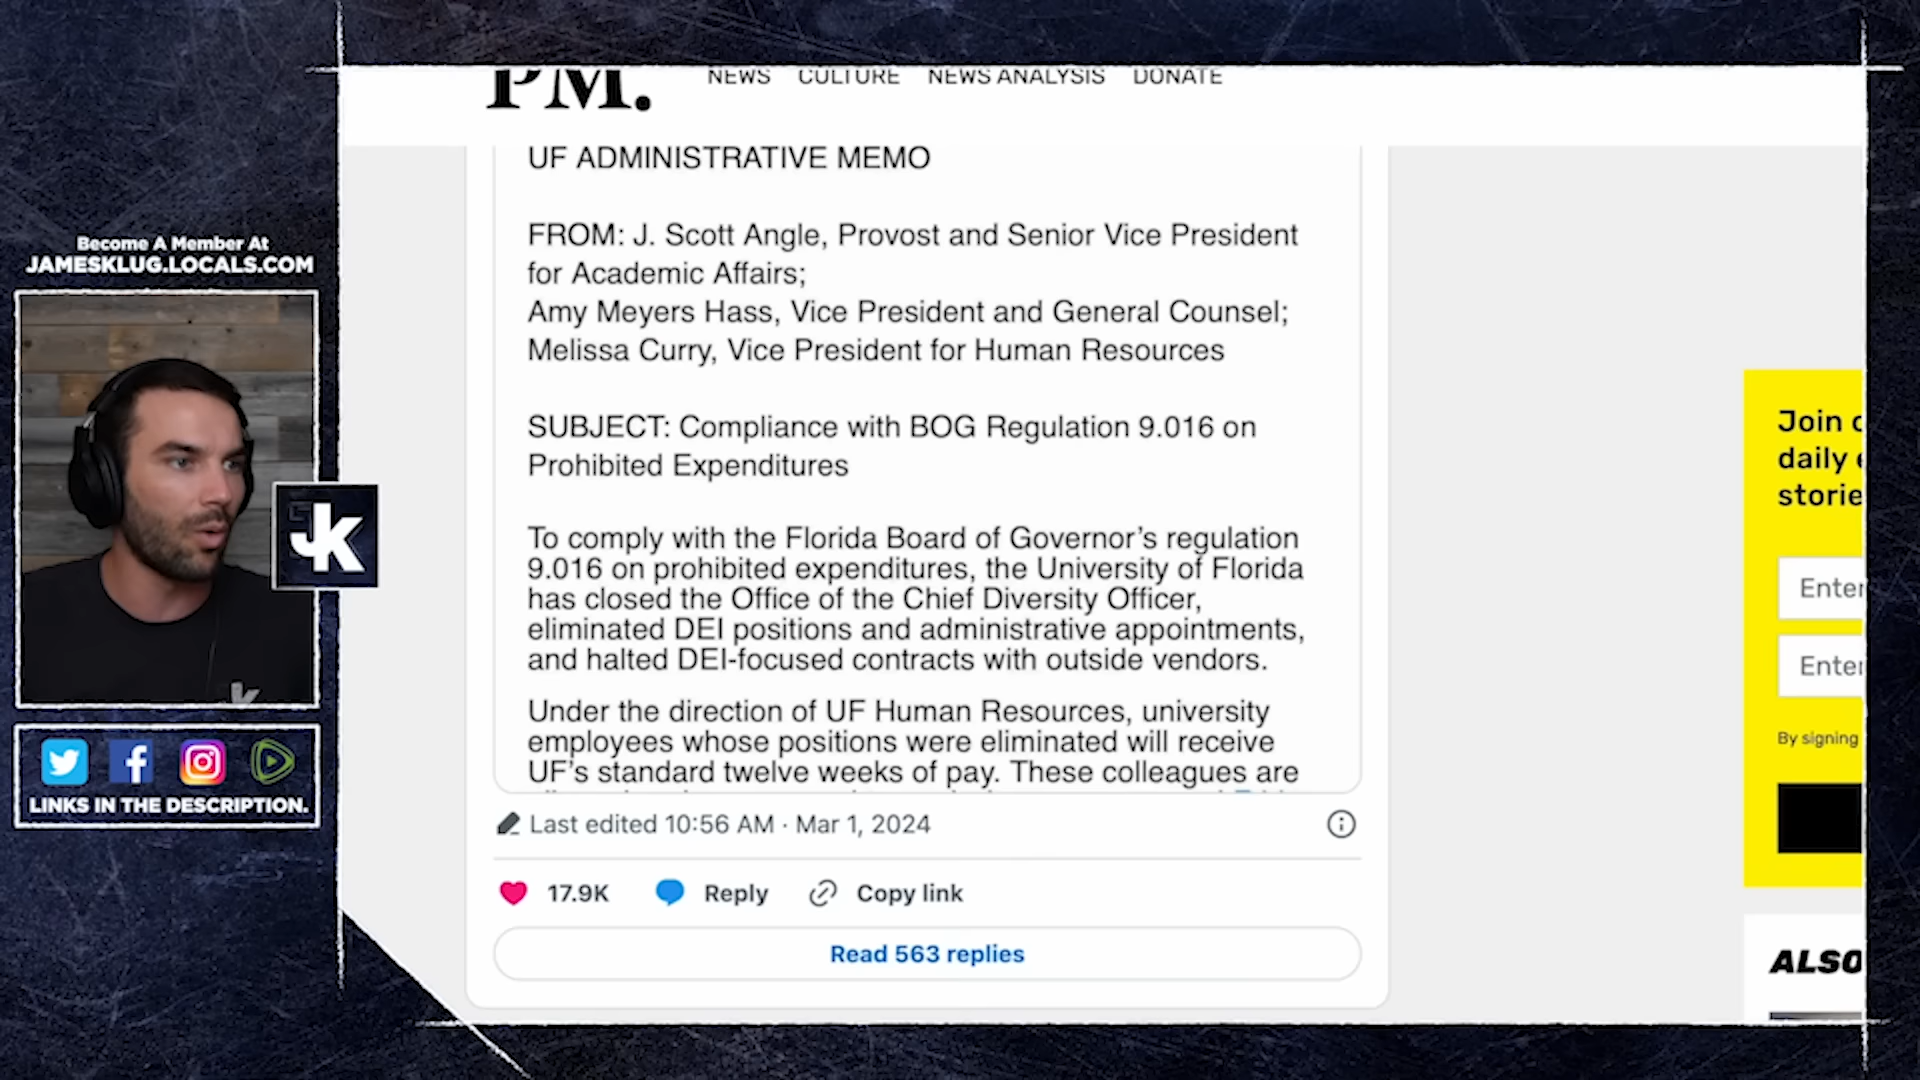 PM.
NEWS CULTURE NEWS ANALYSIS DONATE
UF ADMINISTRATIVE MEMO
FROM: J. Scott Angle, Provost and Senior Vice President
for Academic Affairs;
Amy Meyers Hass, Vice President and General Counsel;
Melissa Curry, Vice President for Human Resources
SUBJECT: Compliance with BOG Regulation 9.016 on
Prohibited Expenditures
To comply with the Florida Board of Governor's regulation
9.016 on prohibited expenditures, the University of Florida
has closed the Office of the Chief Diversity Officer,
eliminated DEI positions and administrative appointments,
and halted DEI-focused contracts with outside vendors.
Under the direction of UF Human Resources, university
employees whose positions were eliminated will receive
UF's standard twelve weeks of pay. These colleagues are
Last edited 10:56 AM · Mar 1, 2024
17.9K Reply Copy link
Read 563 replies
Become A Member At
JAMESKLUG.LOCALS.COM
JK
LINKS IN THE DESCRIPTION.
Join
daily
storie
Enter
Enter
By signing
ALSO